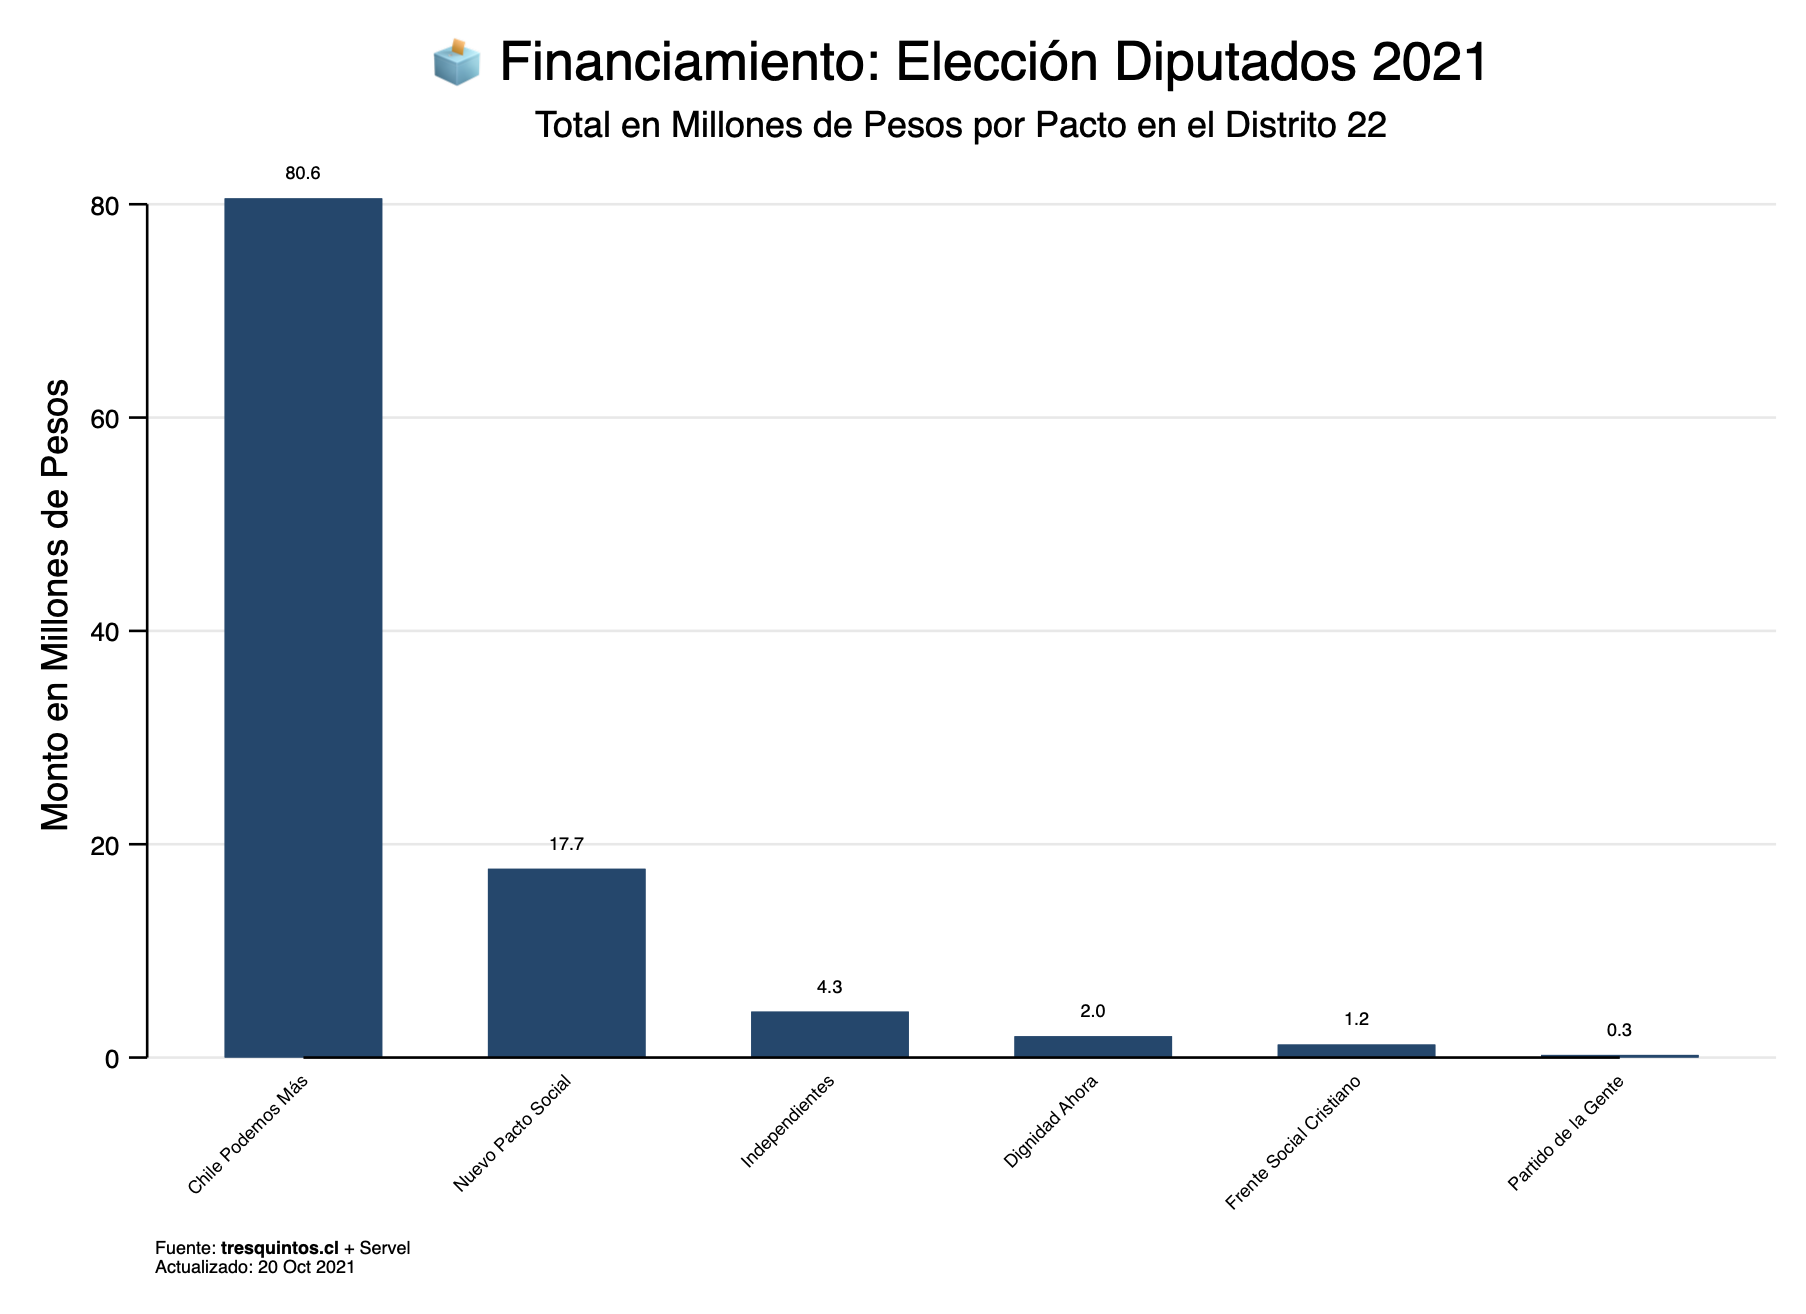 Financiamiento: Elección Diputados 2021
Total en Millones de Pesos por Pacto en el Distrito 22
Monto en Millones de Pesos
80
60
40
20
0
80.6
17.7
4.3
2.0
1.2
0.3
Chile Podemos Más
Nuevo Pacto Social
Independientes
Dignidad Ahora
Frente Social Cristiano
Partido de la Gente
Fuente: tresquintos.cl + Servel
Actualizado: 20 Oct 2021